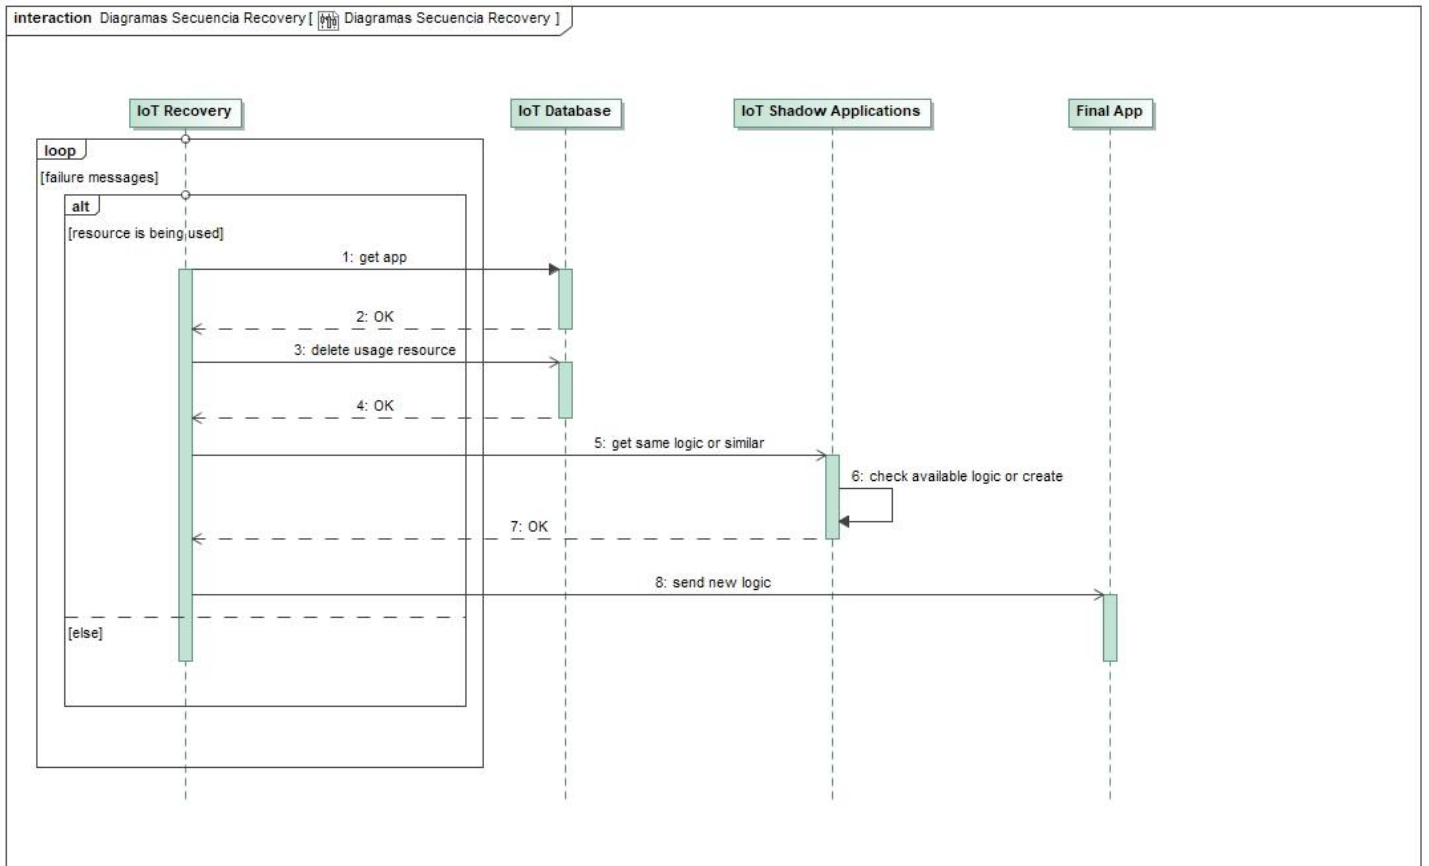 interaction Diagramas Secuencia Recovery [ Diagramas Secuencia Recovery ]
IoT Recovery
IoT Database
IoT Shadow Applications
Final App
loop
[failure messages]
alt
[resource is being used]
1: get app
2: OK
3: delete usage resource
4: OK
5: get same logic or similar
6: check available logic or create
7: OK
8: send new logic
[else]